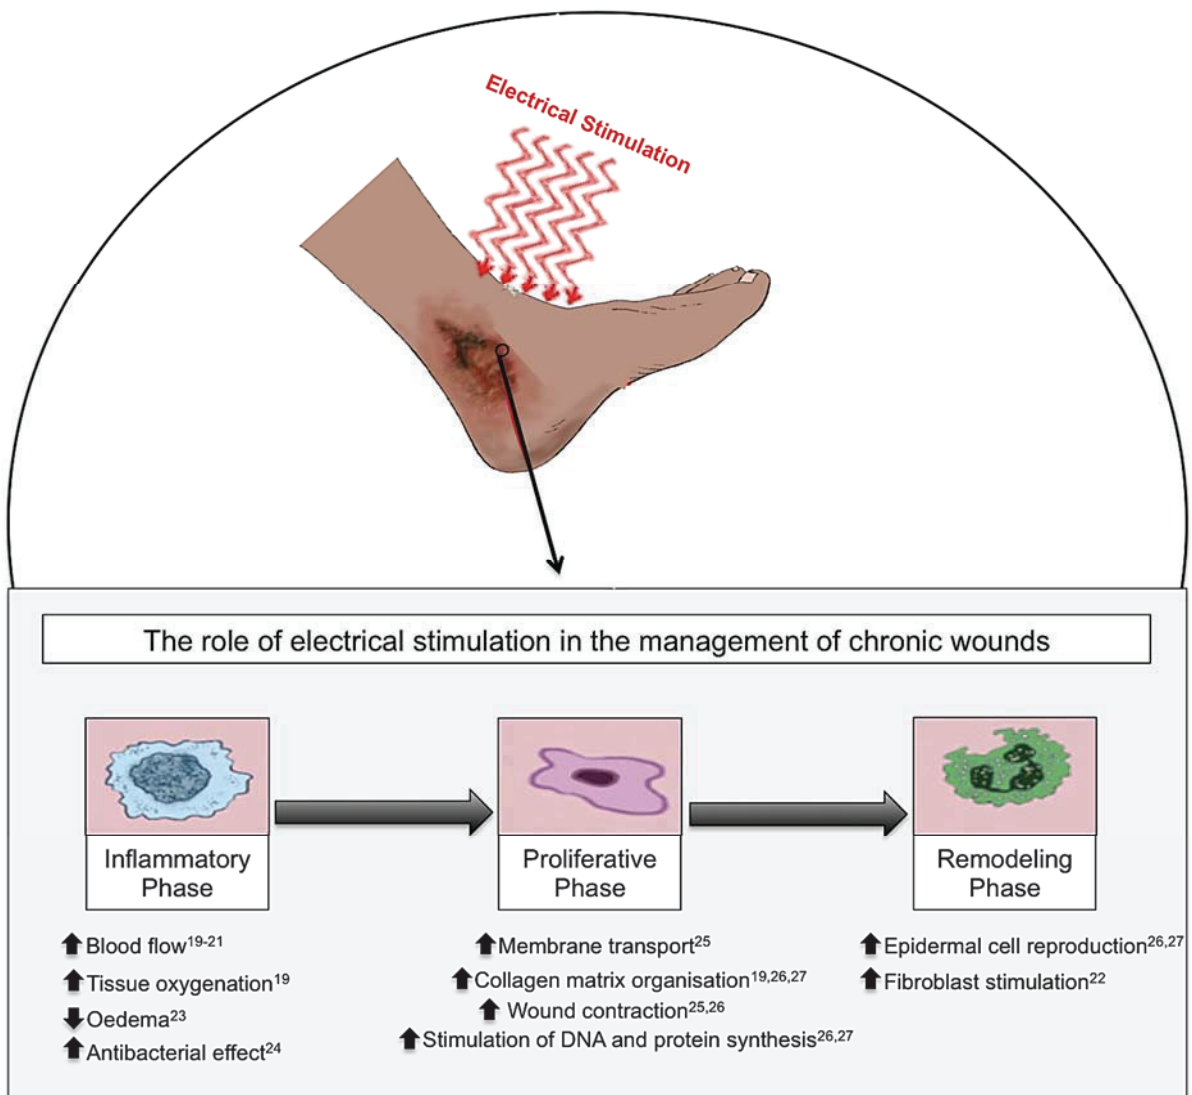 Electrical Stimulation
The role of electrical stimulation in the management of chronic wounds
Inflammatory
Phase
Proliferative
Phase
Remodeling
Phase
⬆Blood flow¹⁹⁻²¹
⬆Tissue oxygenation¹⁹
⬇Oedema²³
⬆Antibacterial effect²⁴
⬆Membrane transport²⁵
⬆Collagen matrix organisation¹⁹,²⁶,²⁷
⬆Wound contraction²⁵,²⁶
⬆Stimulation of DNA and protein synthesis²⁶,²⁷
⬆Epidermal cell reproduction²⁶,²⁷
⬆Fibroblast stimulation²²